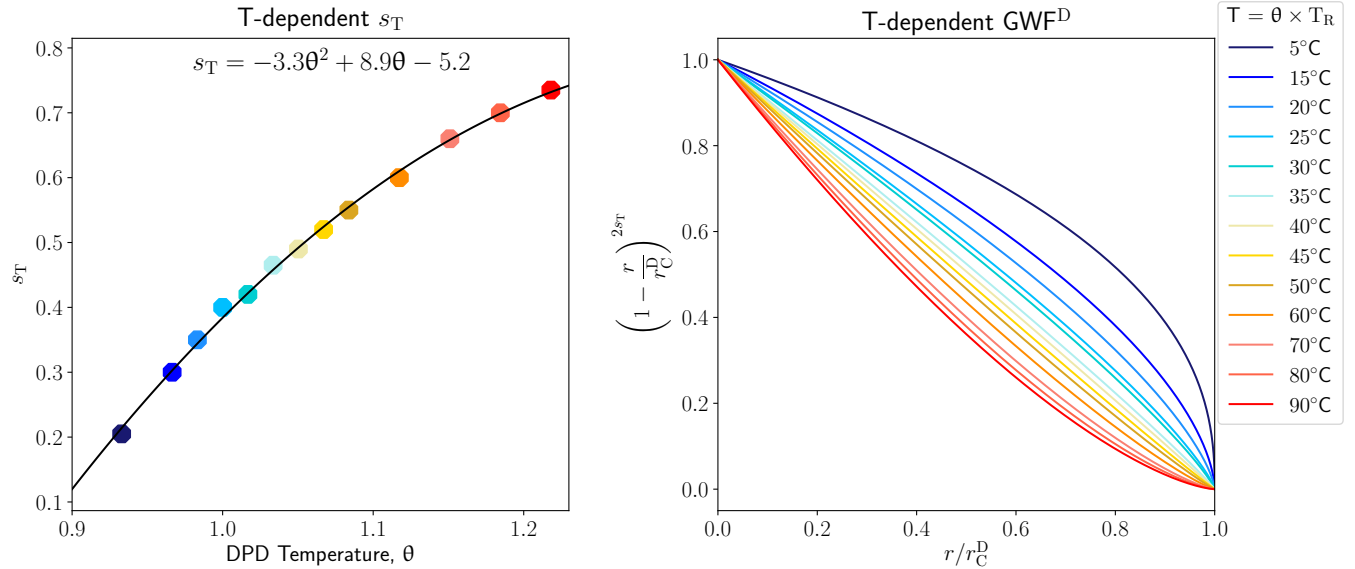 T-dependent s_T
s_T = −3.3θ² + 8.9θ − 5.2
0.8
0.7
0.6
0.5
0.4
0.3
0.2
0.1
s_T
0.9 1.0 1.1 1.2
DPD Temperature, θ
T-dependent GWF^D
1.0
0.8
0.6
0.4
0.2
0.0
(1 − r/r_C^D)^{2s_T}
0.0 0.2 0.4 0.6 0.8 1.0
r/r_C^D
T = θ × T_R
5°C
15°C
20°C
25°C
30°C
35°C
40°C
45°C
50°C
60°C
70°C
80°C
90°C